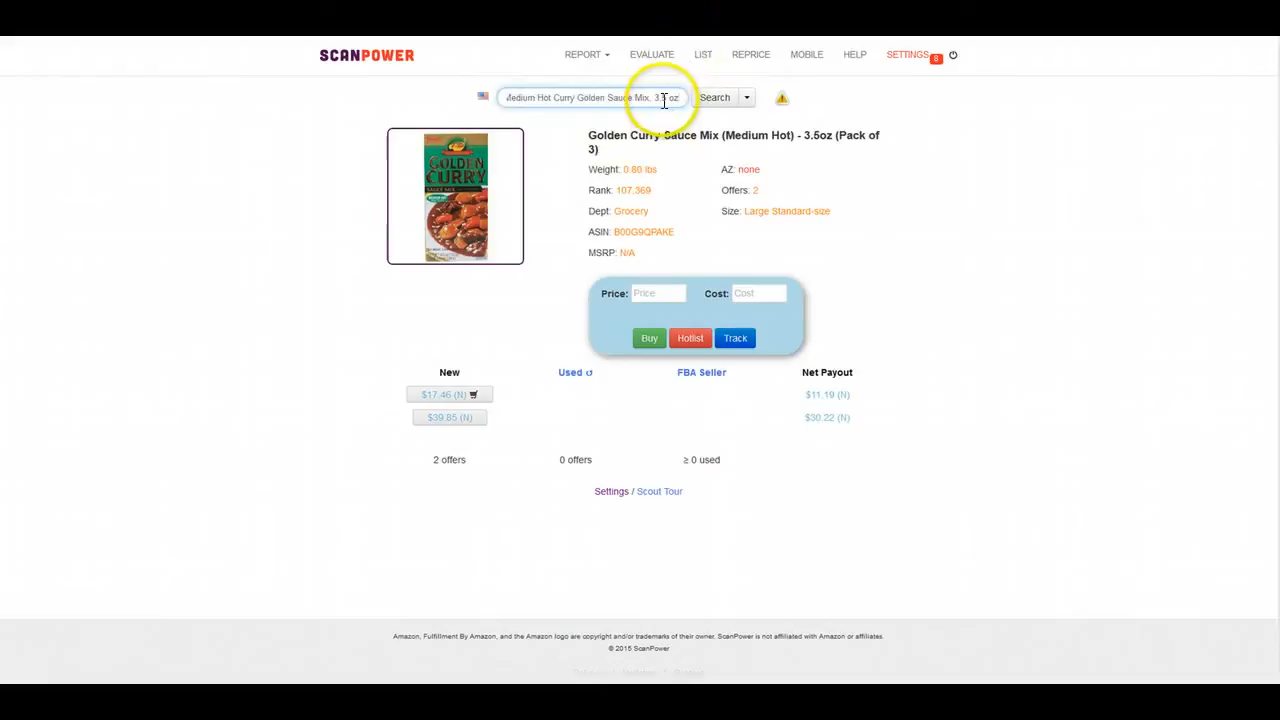 SCANPOWER
REPORT EVALUATE LIST REPRICE MOBILE HELP SETTINGS 8
Medium Hot Curry Golden Sauce Mix, 3.5 oz Search
GOLDEN CURRY
SAUCE MIX
Golden Curry Sauce Mix (Medium Hot) - 3.5oz (Pack of
3)
Weight: 0.80 lbs AZ: none
Rank: 107,369 Offers: 2
Dept: Grocery Size: Large Standard-size
ASIN: B00G9QPAKE
MSRP: N/A
Price: Price Cost: Cost
Buy Hotlist Track
New Used ↺ FBA Seller Net Payout
$17.46 (N) $11.19 (N)
$39.85 (N) $30.22 (N)
2 offers 0 offers ≥ 0 used
Settings / Scout Tour
Amazon, Fulfillment By Amazon, and the Amazon logo are copyright and/or trademarks of their owner. ScanPower is not affiliated with Amazon or affiliates.
© 2015 ScanPower